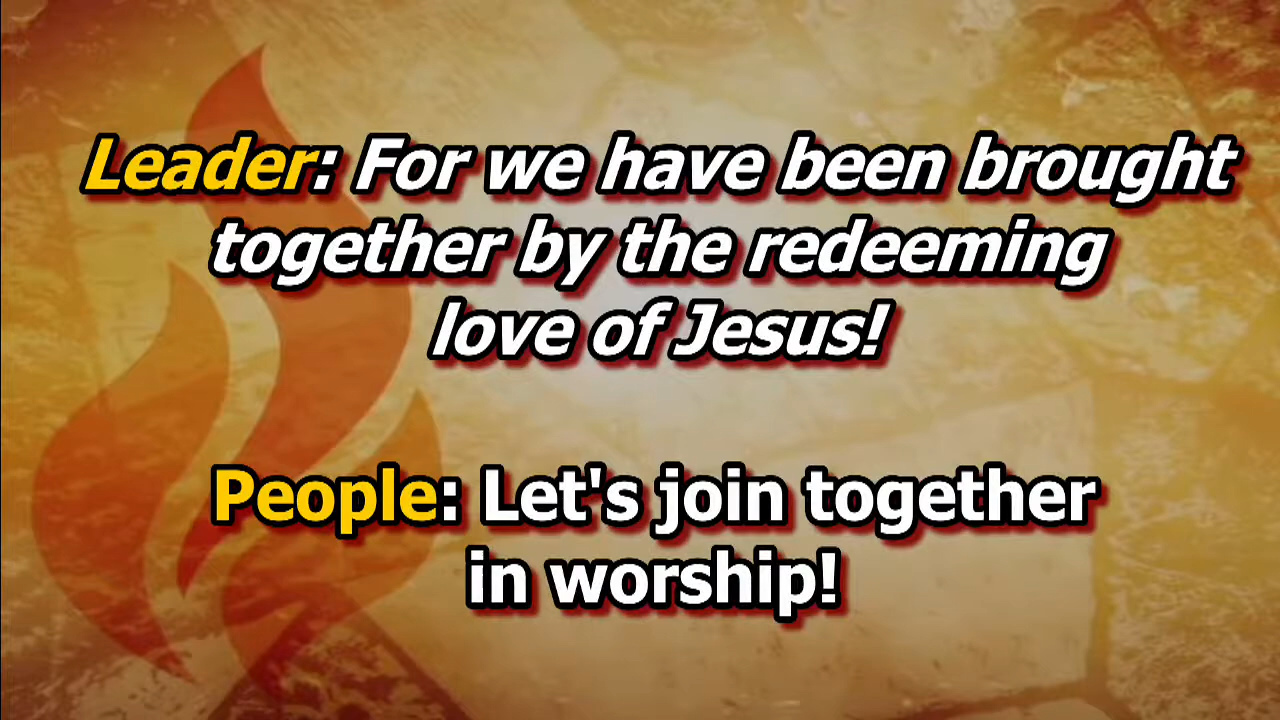 Leader: For we have been brought
together by the redeeming
love of Jesus!
People: Let's join together
in worship!